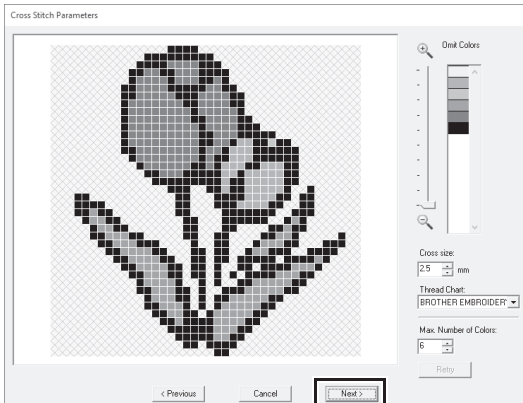 Cross Stitch Parameters
Omit Colors
Cross size:
2.5 mm
Thread Chart:
BROTHER EMBROIDER
Max. Number of Colors:
6
Retry
< Previous
Cancel
Next >